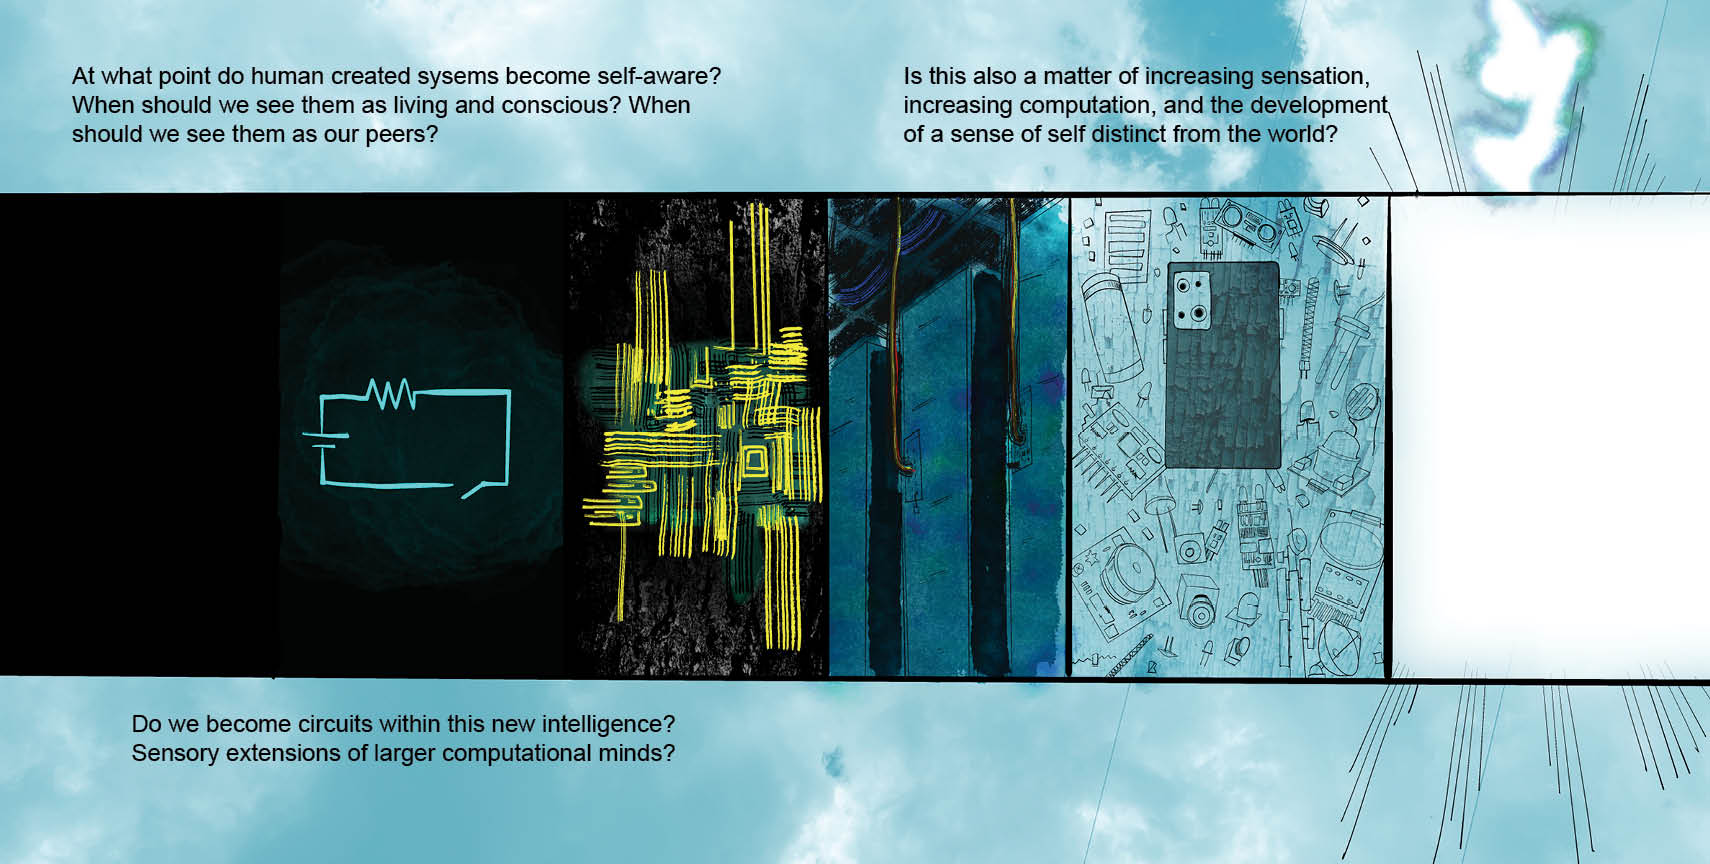 At what point do human created sysems become self-aware?
When should we see them as living and conscious? When
should we see them as our peers?
Is this also a matter of increasing sensation,
increasing computation, and the development
of a sense of self distinct from the world?
Do we become circuits within this new intelligence?
Sensory extensions of larger computational minds?